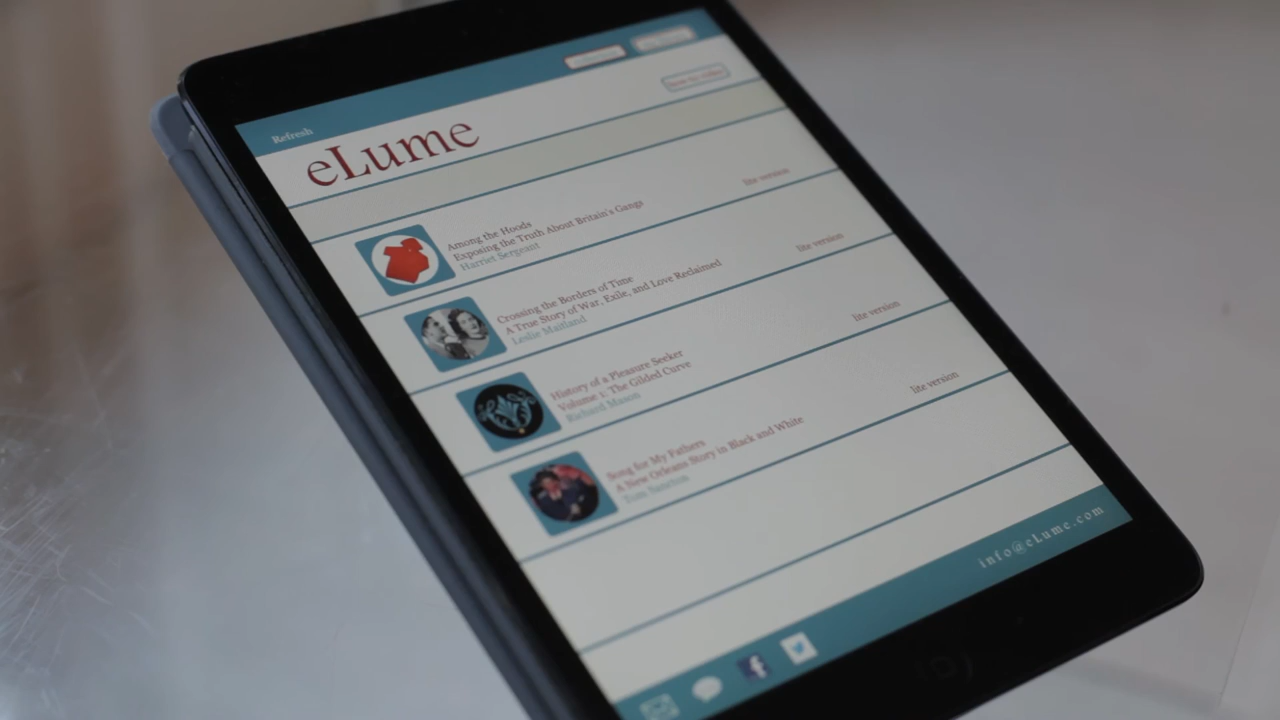 Refresh
eLume
lite version
Among the Hoods
Exposing the Truth About Britain's Gangs
Harriet Sergeant
lite version
Crossing the Borders of Time
A True Story of War, Exile, and Love Reclaimed
Leslie Maitland
lite version
History of a Pleasure Seeker
Volume 1: The Gilded Curve
Richard Mason
lite version
Song for My Fathers
A New Orleans Story in Black and White
Tom Sancton
info@eLume.com